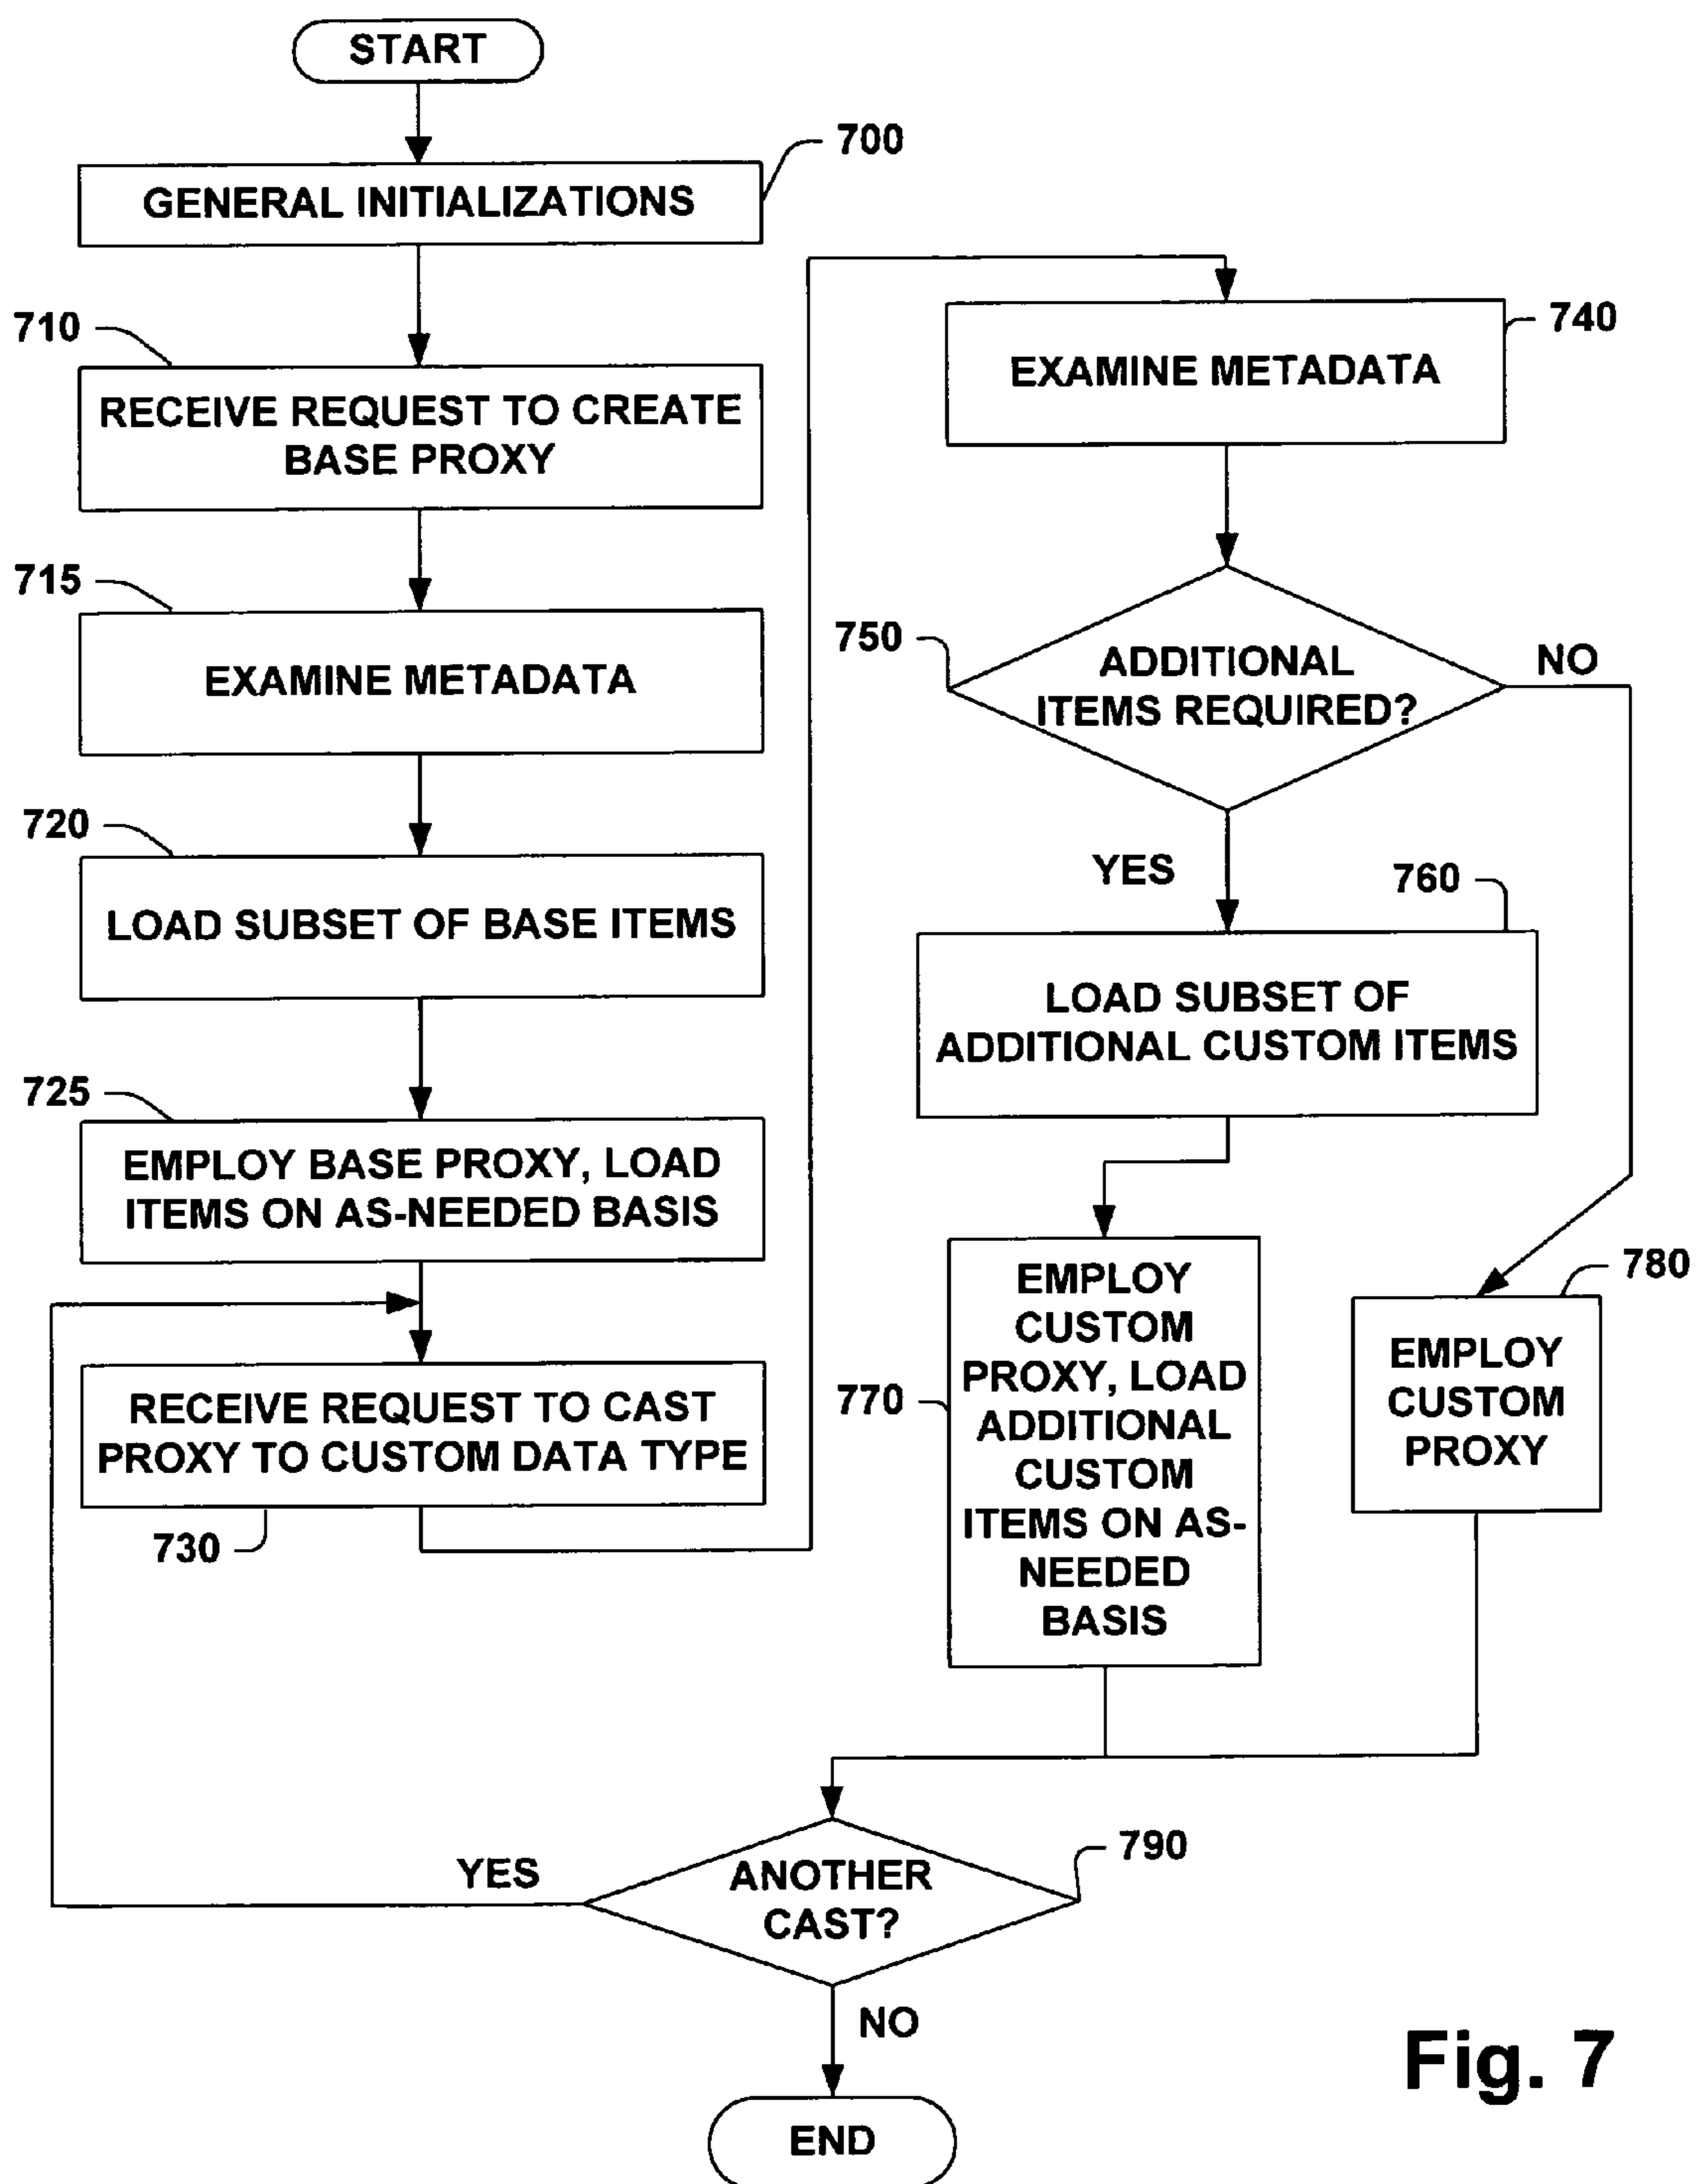 START
700
GENERAL INITIALIZATIONS
710
RECEIVE REQUEST TO CREATE
BASE PROXY
715
EXAMINE METADATA
720
LOAD SUBSET OF BASE ITEMS
725
EMPLOY BASE PROXY, LOAD
ITEMS ON AS-NEEDED BASIS
RECEIVE REQUEST TO CAST
PROXY TO CUSTOM DATA TYPE
730
740
EXAMINE METADATA
750
ADDITIONAL
ITEMS REQUIRED?
NO
YES
760
LOAD SUBSET OF
ADDITIONAL CUSTOM ITEMS
770
EMPLOY
CUSTOM
PROXY, LOAD
ADDITIONAL
CUSTOM
ITEMS ON AS-
NEEDED
BASIS
780
EMPLOY
CUSTOM
PROXY
790
ANOTHER
CAST?
YES
NO
END
Fig. 7